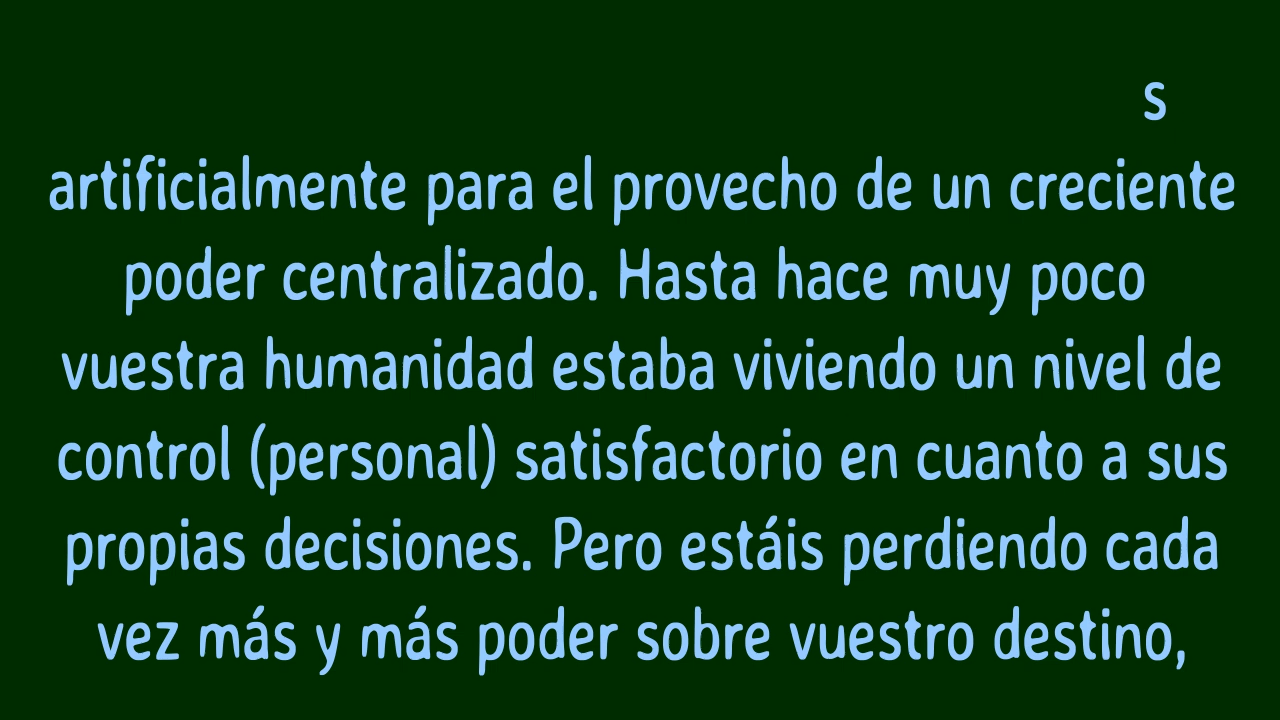 s
artificialmente para el provecho de un creciente
poder centralizado. Hasta hace muy poco
vuestra humanidad estaba viviendo un nivel de
control (personal) satisfactorio en cuanto a sus
propias decisiones. Pero estáis perdiendo cada
vez más y más poder sobre vuestro destino,